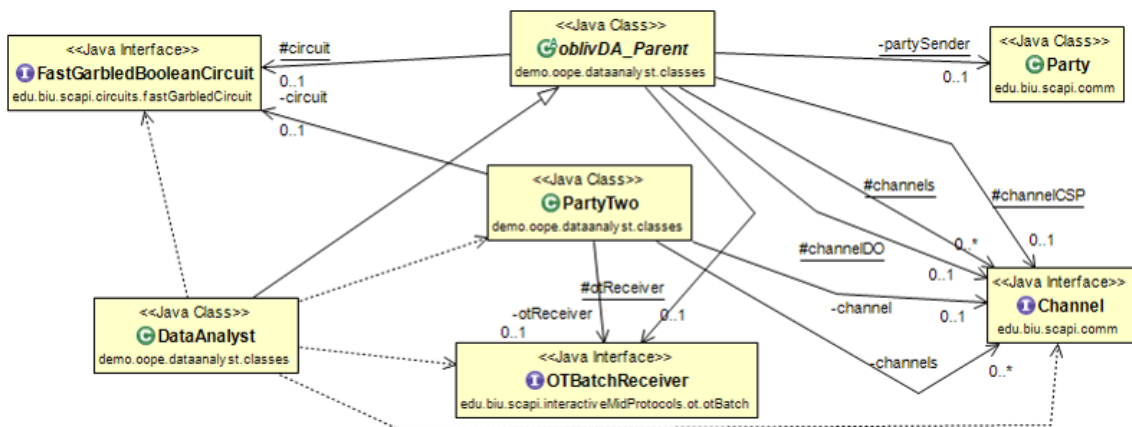 <<Java Interface>>
FastGarbledBooleanCircuit
edu.biu.scapi.circuits.fastGarbledCircuit
#circuit
0..1
-circuit
0..1
<<Java Class>>
oblivDA_Parent
demo.oope.dataanalyst.classes
-partySender
0..1
<<Java Class>>
Party
edu.biu.scapi.comm
<<Java Class>>
PartyTwo
demo.oope.dataanalyst.classes
#channels
0..*
#channelCSP
0..1
#channelDO
0..1
<<Java Class>>
DataAnalyst
demo.oope.dataanalyst.classes
#otReceiver
0..1
-otReceiver
0..1
-channel
0..1
-channels
0..*
<<Java Interface>>
Channel
edu.biu.scapi.comm
<<Java Interface>>
OTBatchReceiver
edu.biu.scapi.interactiveMidProtocols.ot.otBatch